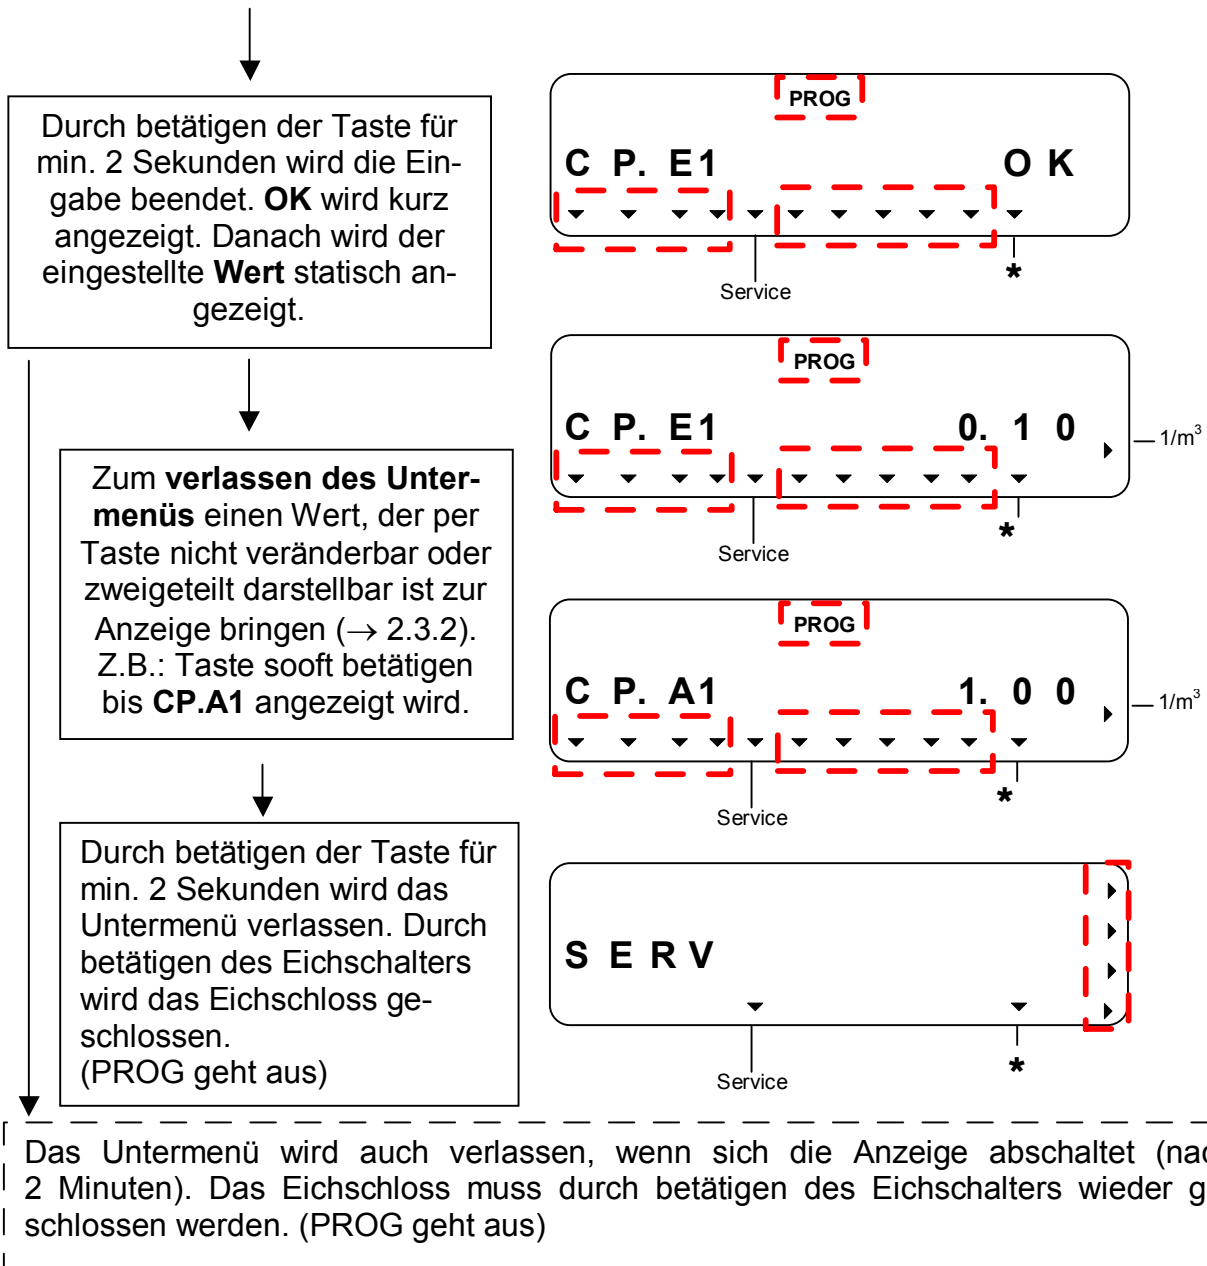 Durch betätigen der Taste für
min. 2 Sekunden wird die Ein-
gabe beendet. OK wird kurz
angezeigt. Danach wird der
eingestellte Wert statisch an-
gezeigt.
PROG
C P. E1 O K
Service
*
PROG
C P. E1 0. 1 0
1/m³
Service
*
Zum verlassen des Unter-
menüs einen Wert, der per
Taste nicht veränderbar oder
zweigeteilt darstellbar ist zur
Anzeige bringen (→ 2.3.2).
Z.B.: Taste sooft betätigen
bis CP.A1 angezeigt wird.
PROG
C P. A1 1. 0 0
1/m³
Service
*
Durch betätigen der Taste für
min. 2 Sekunden wird das
Untermenü verlassen. Durch
betätigen des Eichschalters
wird das Eichschloss ge-
schlossen.
(PROG geht aus)
S E R V
Service
*
Das Untermenü wird auch verlassen, wenn sich die Anzeige abschaltet (nac
2 Minuten). Das Eichschloss muss durch betätigen des Eichschalters wieder g
schlossen werden. (PROG geht aus)